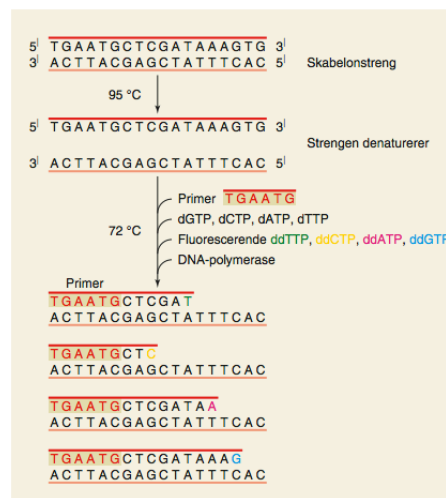 5' TGAATGCTCGATAAAGTG 3'
3' ACTTACGAGCTATTTCAC 5'
Skabelonstreng
95 °C
5' TGAATGCTCGATAAAGTG 3'
Strengen denaturerer
3' ACTTACGAGCTATTTCAC 5'
Primer TGAATG
dGTP, dCTP, dATP, dTTP
72 °C
Fluorescerende ddTTP, ddCTP, ddATP, ddGTP
DNA-polymerase
Primer
TGAATGCTCGAT
ACTTACGAGCTATTTCAC
TGAATGCTC
ACTTACGAGCTATTTCAC
TGAATGCTCGATAA
ACTTACGAGCTATTTCAC
TGAATGCTCGATAAAG
ACTTACGAGCTATTTCAC